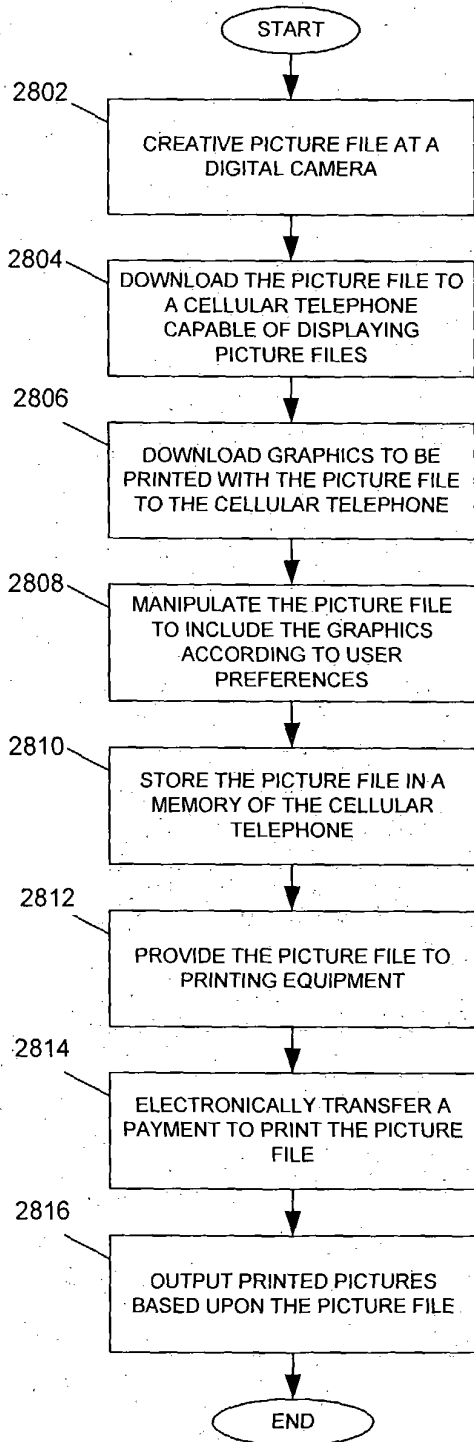 START
2802
CREATIVE PICTURE FILE AT A
DIGITAL CAMERA
2804
DOWNLOAD THE PICTURE FILE TO
A CELLULAR TELEPHONE
CAPABLE OF DISPLAYING
PICTURE FILES
2806
DOWNLOAD GRAPHICS TO BE
PRINTED WITH THE PICTURE FILE
TO THE CELLULAR TELEPHONE
2808
MANIPULATE THE PICTURE FILE
TO INCLUDE THE GRAPHICS
ACCORDING TO USER
PREFERENCES
2810
STORE THE PICTURE FILE IN A
MEMORY OF THE CELLULAR
TELEPHONE
2812
PROVIDE THE PICTURE FILE TO
PRINTING EQUIPMENT
2814
ELECTRONICALLY TRANSFER A
PAYMENT TO PRINT THE PICTURE
FILE
2816
OUTPUT PRINTED PICTURES
BASED UPON THE PICTURE FILE
END